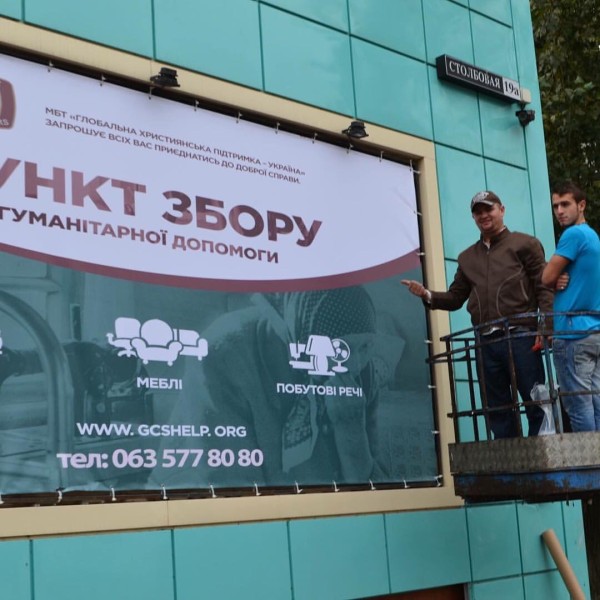 СТОЛБОВАЯ 19а
МБТ «ГЛОБАЛЬНА ХРИСТИЯНСЬКА ПІДТРИМКА - УКРАЇНА»
ЗАПРОШУЄ ВСІХ ВАС ПРИЄДНАТИСЬ ДО ДОБРОЇ СПРАВИ.
УНКТ ЗБОРУ
ГУМАНІТАРНОЇ ДОПОМОГИ
МЕБЛІ
ПОБУТОВІ РЕЧІ
WWW. GCSHELP. ORG
тел: 063 577 80 80